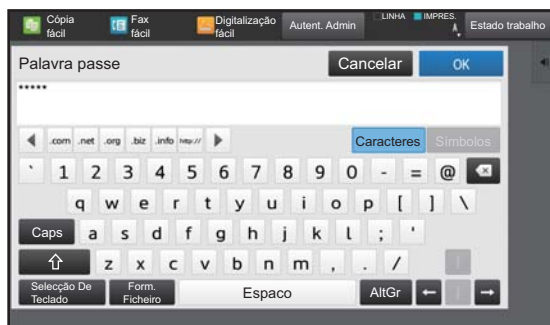 Cópia fácil
Fax fácil
Digitalização fácil
Autent. Admin
LINHA
IMPRES.
Estado trabalho
Palavra passe
Cancelar
OK
*****
.com .net .org .biz .info http://
Caracteres
Símbolos
` 1 2 3 4 5 6 7 8 9 0 - = @
q w e r t y u i o p [ ] \
Caps a s d f g h j k l ; '
z x c v b n m , . /
Selecção De Teclado
Form. Ficheiro
Espaco
AltGr